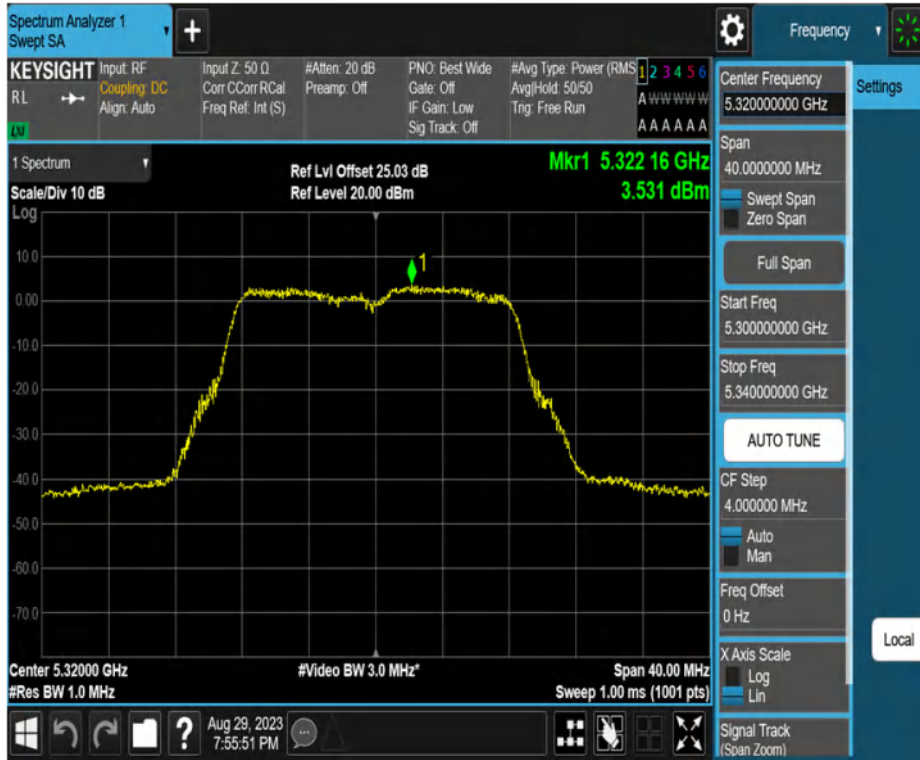 Spectrum Analyzer 1
Swept SA
+
Frequency
KEYSIGHT
RL
LXI
Input: RF
Coupling: DC
Align: Auto
Input Z: 50 Ω
Corr CCorr RCal
Freq Ref: Int (S)
#Atten: 20 dB
Preamp: Off
PNO: Best Wide
Gate: Off
IF Gain: Low
Sig Track: Off
#Avg Type: Power (RMS
Avg|Hold: 50/50
Trig: Free Run
1 2 3 4 5 6
A W W W W W
A A A A A A
1 Spectrum
Scale/Div 10 dB
Log
Ref Lvl Offset 25.03 dB
Ref Level 20.00 dBm
Mkr1 5.322 16 GHz
3.531 dBm
1
10.0
0.00
-10.0
-20.0
-30.0
-40.0
-50.0
-60.0
-70.0
Center 5.32000 GHz
#Res BW 1.0 MHz
#Video BW 3.0 MHz*
Span 40.00 MHz
Sweep 1.00 ms (1001 pts)
?
Aug 29, 2023
7:55:51 PM
Center Frequency
5.320000000 GHz
Span
40.0000000 MHz
Swept Span
Zero Span
Full Span
Start Freq
5.300000000 GHz
Stop Freq
5.340000000 GHz
AUTO TUNE
CF Step
4.000000 MHz
Auto
Man
Freq Offset
0 Hz
X Axis Scale
Log
Lin
Signal Track
(Span Zoom)
Settings
Local